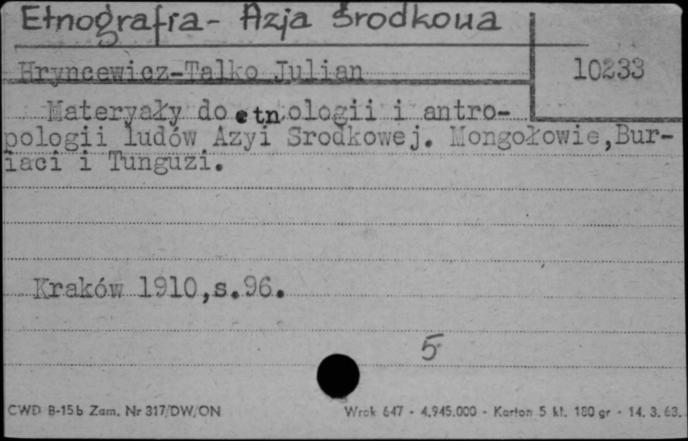 Etnografia - Azja Środkowa
Hryncewicz-Talko Julian
10233
Materyały do etnologii i antro-
pologii ludów Azyi Srodkowej. Mongołowie,Bur-
iaci i Tunguzi.
Kraków 1910,s.96.
5
CWD B-15b Zam. Nr 317/DW/ON
Wrok 647 - 4.945.000 - Karton 5 kl. 180 gr - 14. 3. 63.